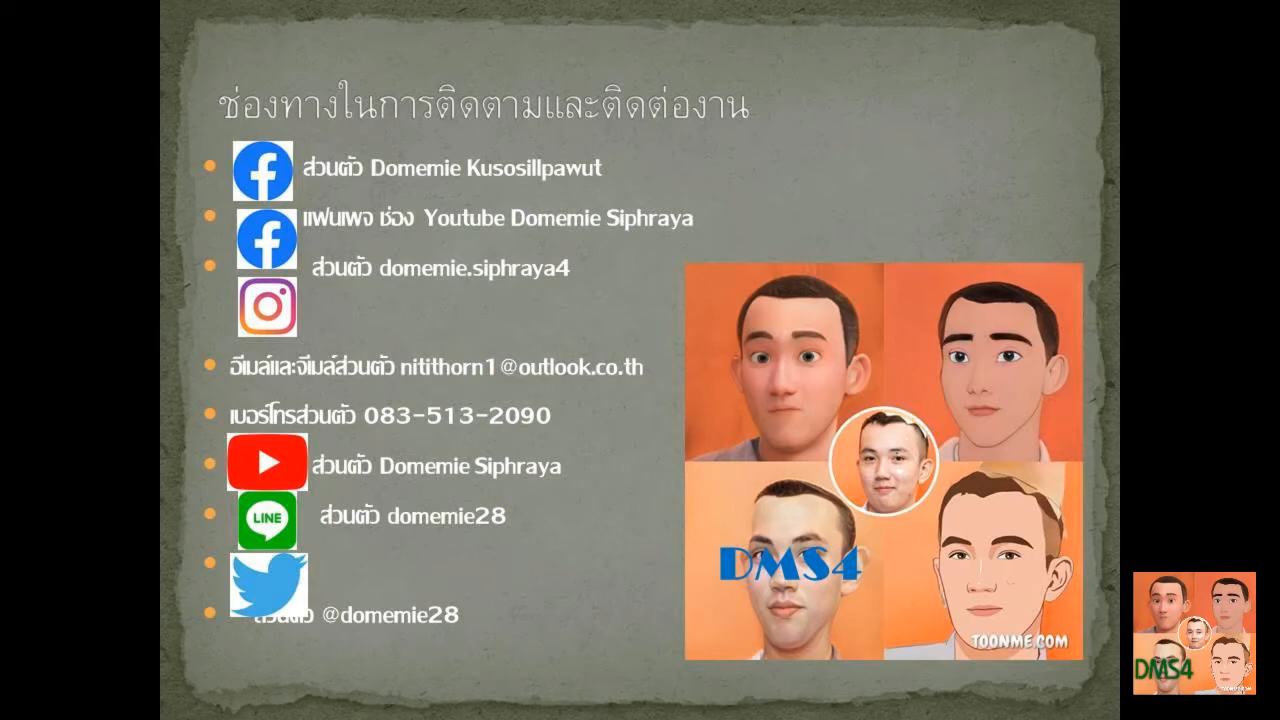 ช่องทางในการติดตามและติดต่องาน
ส่วนตัว Domemie Kusosillpawut
แฟนเพจ ช่อง Youtube Domemie Siphraya
ส่วนตัว domemie.siphraya4
อีเมล์และจีเมล์ส่วนตัว nitithorn1@outlook.co.th
เบอร์โทรส่วนตัว 083-513-2090
ส่วนตัว Domemie Siphraya
LINE ส่วนตัว domemie28
ส่วนตัว @domemie28
DMS4
TOONME.COM
DMS4